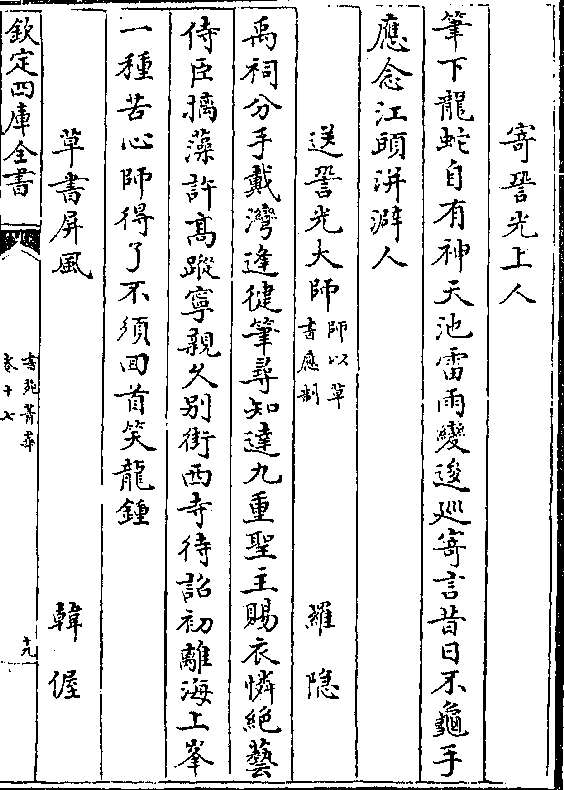 寄䛒光上人
筆下龍蛇自有神天池雷雨變逡廵寄言昔日不龜手
應念江頭洴澼人
送䛒光大師 師以草書應制 羅隱
禹祠分手戴灣逢健筆尋知達九重聖主賜衣憐絶藝
侍臣摛藻許髙蹤寧親久别街西寺待詔初離海上峯
一種苦心師得了不須囬首笑龍鍾
草書屏風 韓偓
欽定四庫全書
書苑菁華
卷十七
十九